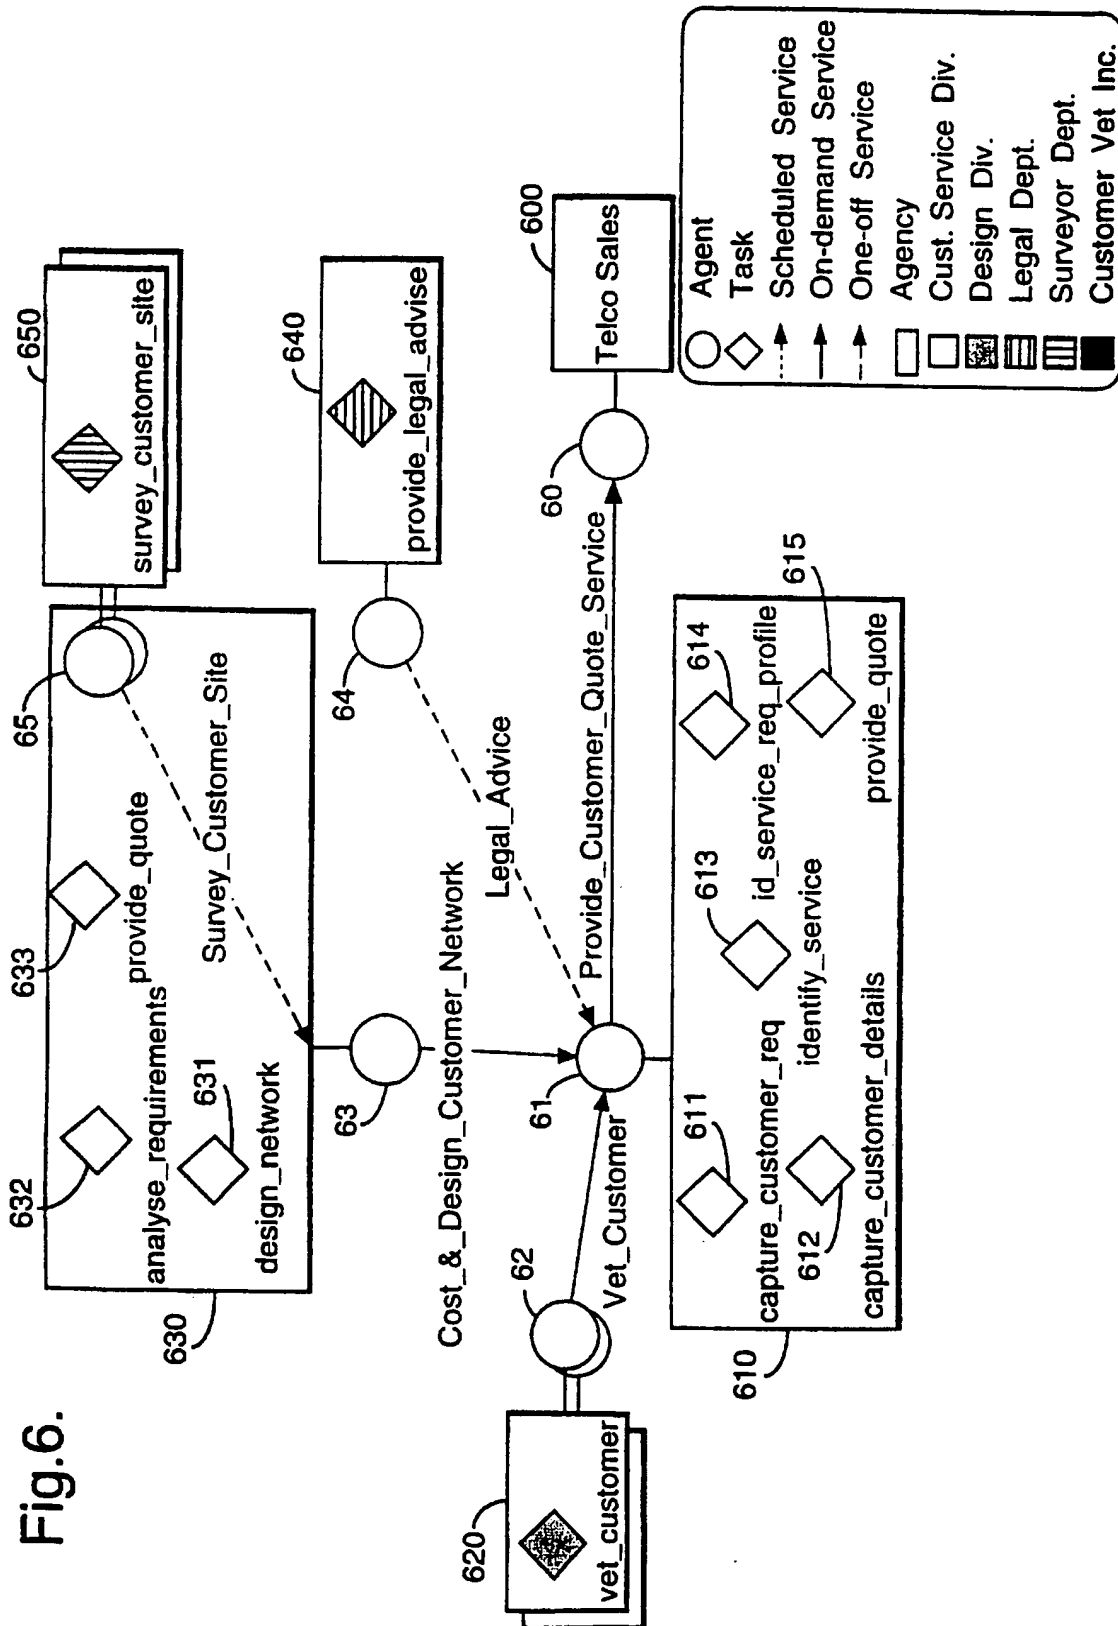 Fig.6.
632
633
65
650
analyse_requirements
provide_quote
631
design_network
Survey_Customer_Site
survey_customer_site
630
63
64
640
provide_legal_advise
Cost_&_Design_Customer_Network
Legal_Advice
620
vet_customer
62
Vet_Customer
61
Provide_Customer_Quote_Service
60
600
Telco Sales
611
capture_customer_req
613
id_service_req_profile
614
identify_service
612
capture_customer_details
615
provide_quote
610
Agent
Task
Scheduled Service
On-demand Service
One-off Service
Agency
Cust. Service Div.
Design Div.
Legal Dept.
Surveyor Dept.
Customer Vet Inc.